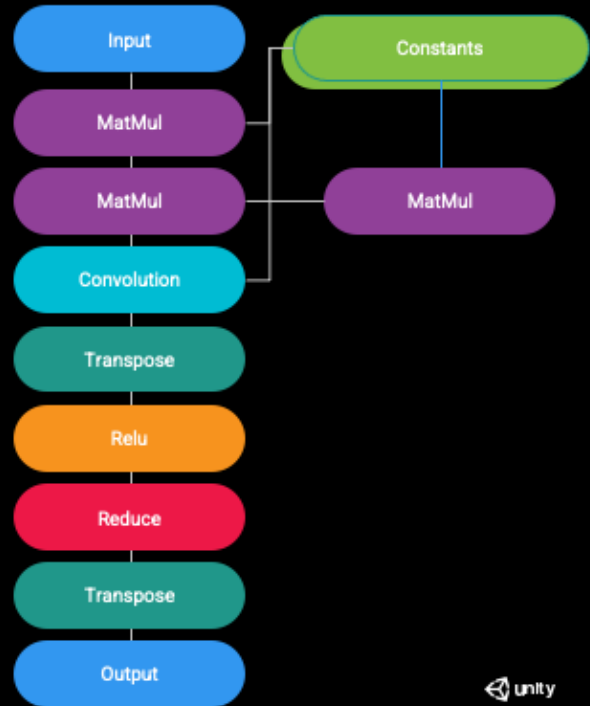 Input
Constants
MatMul
MatMul
MatMul
Convolution
Transpose
Relu
Reduce
Transpose
Output
unity